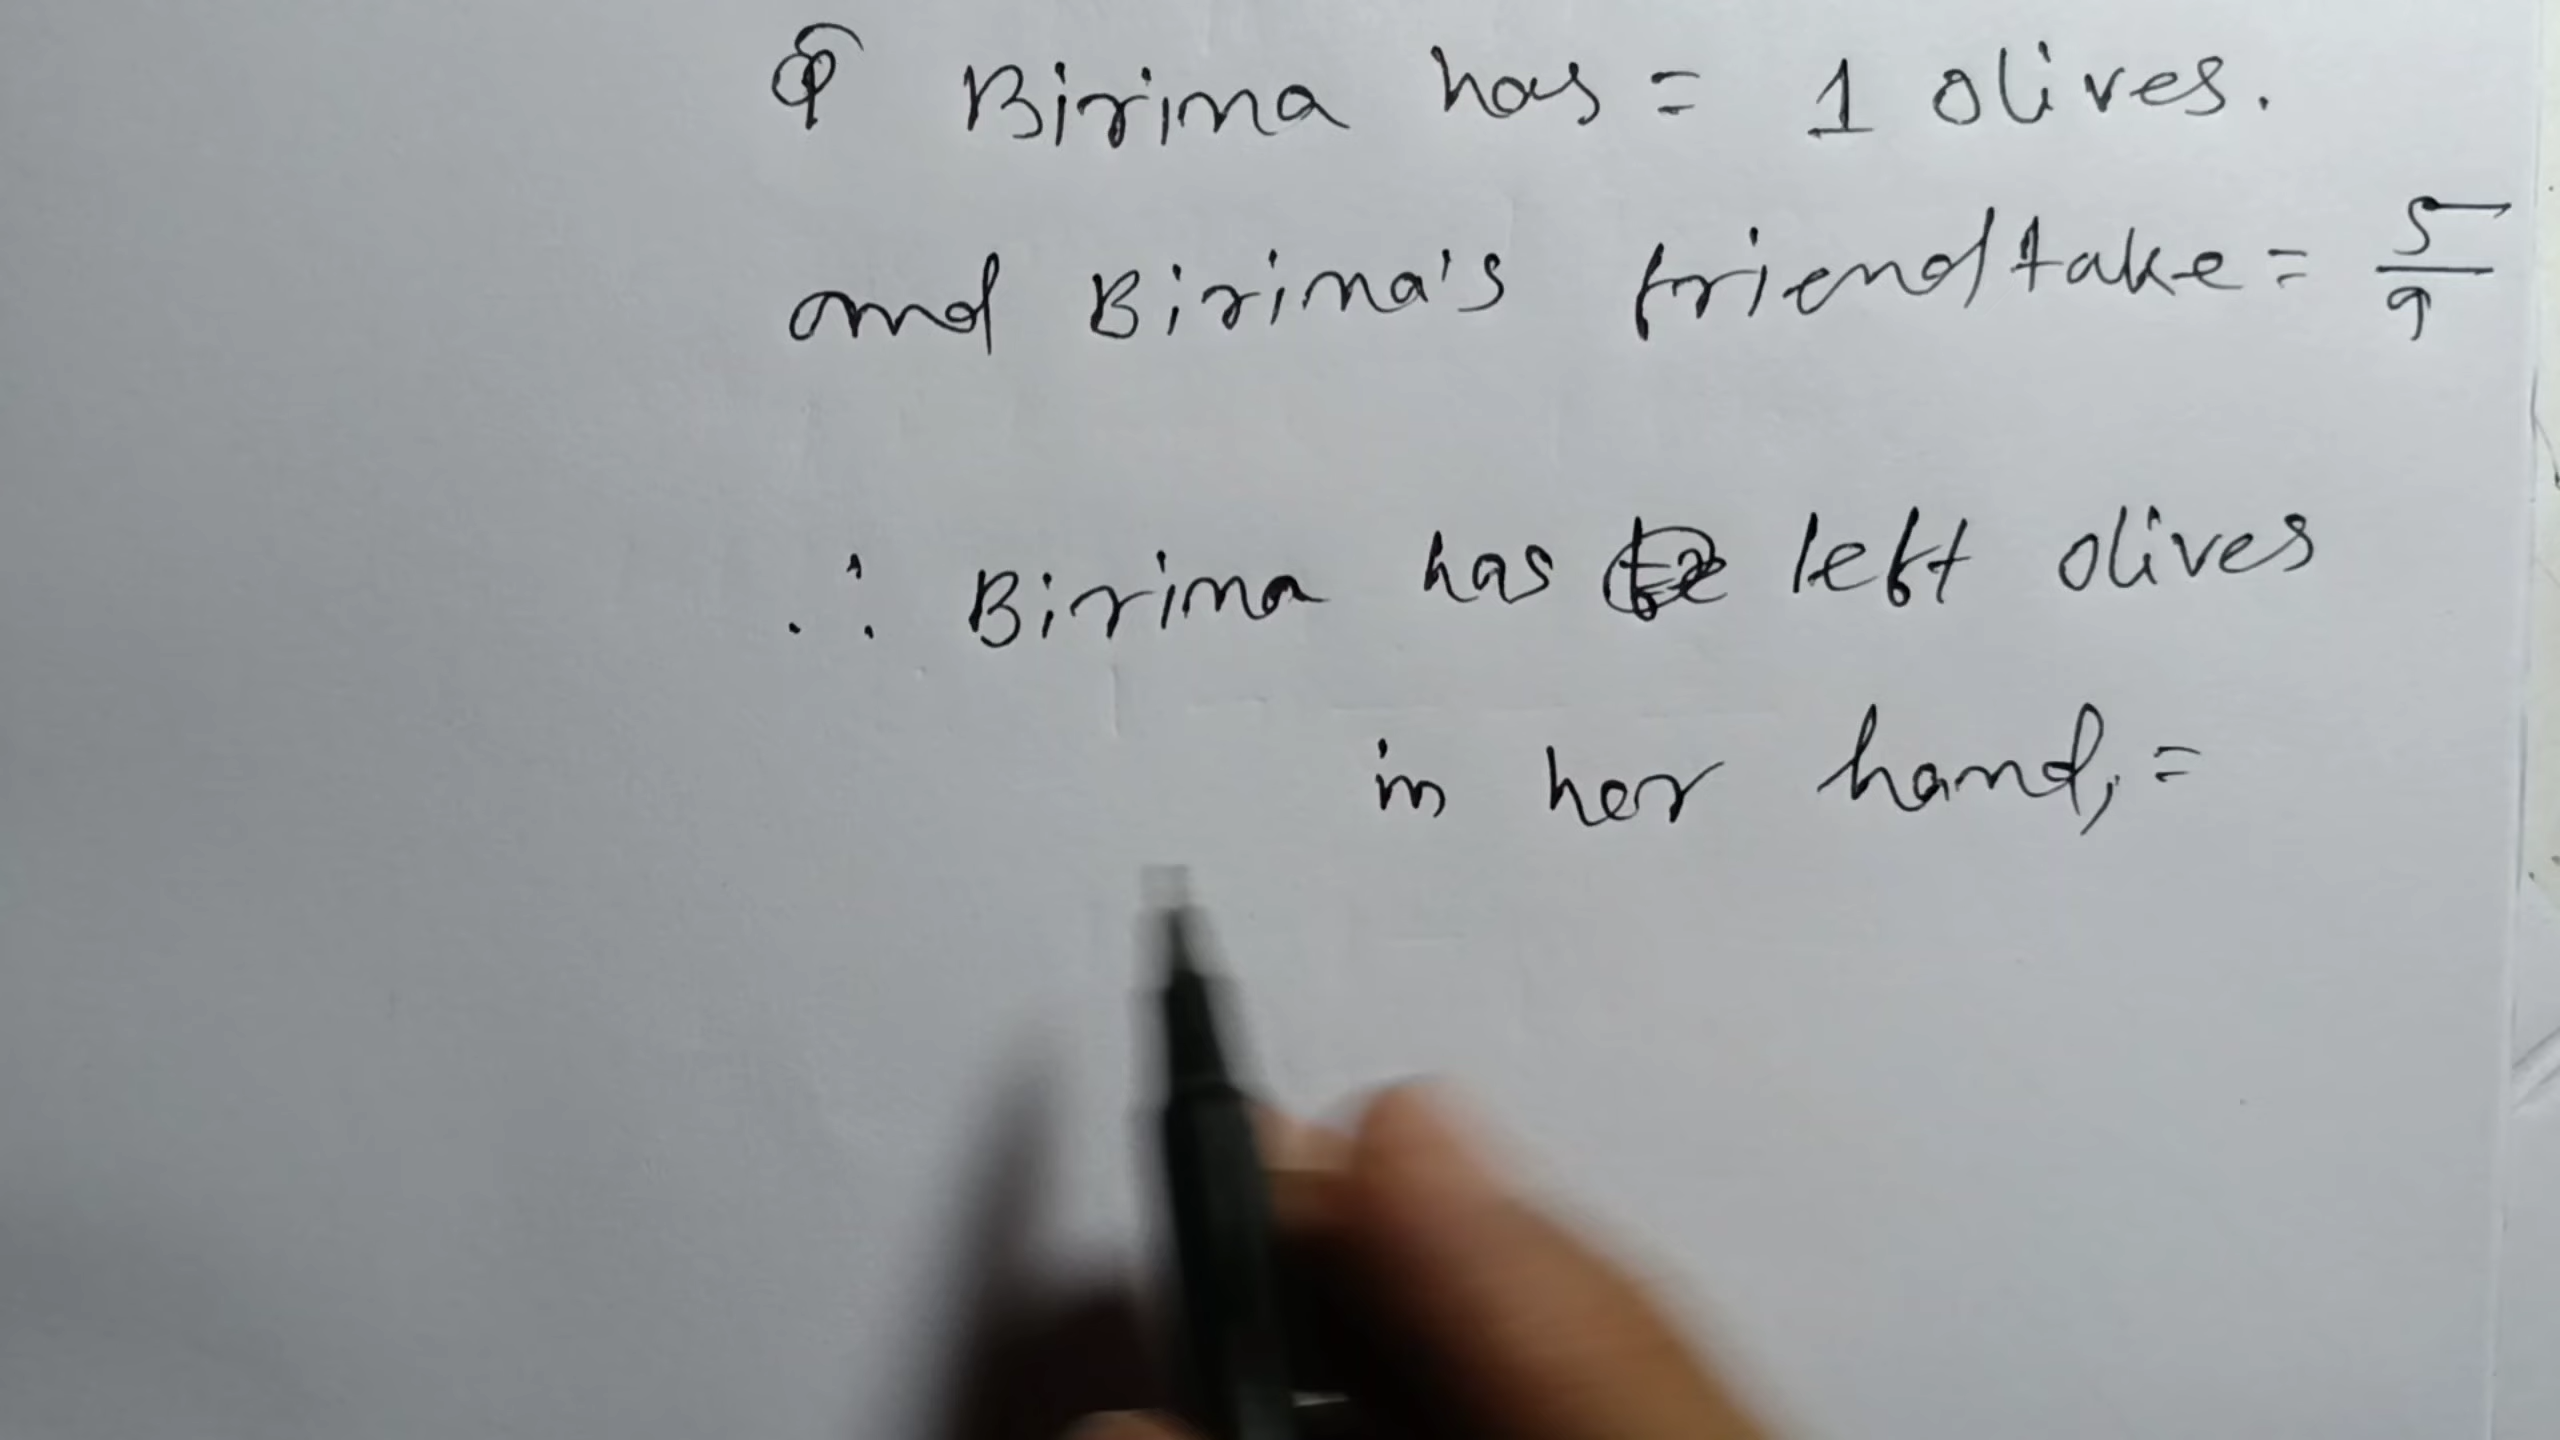 Birima has = 1 olives.
and Birima's friend take = 5/9
∴ Birima has left olives
in her hand, =